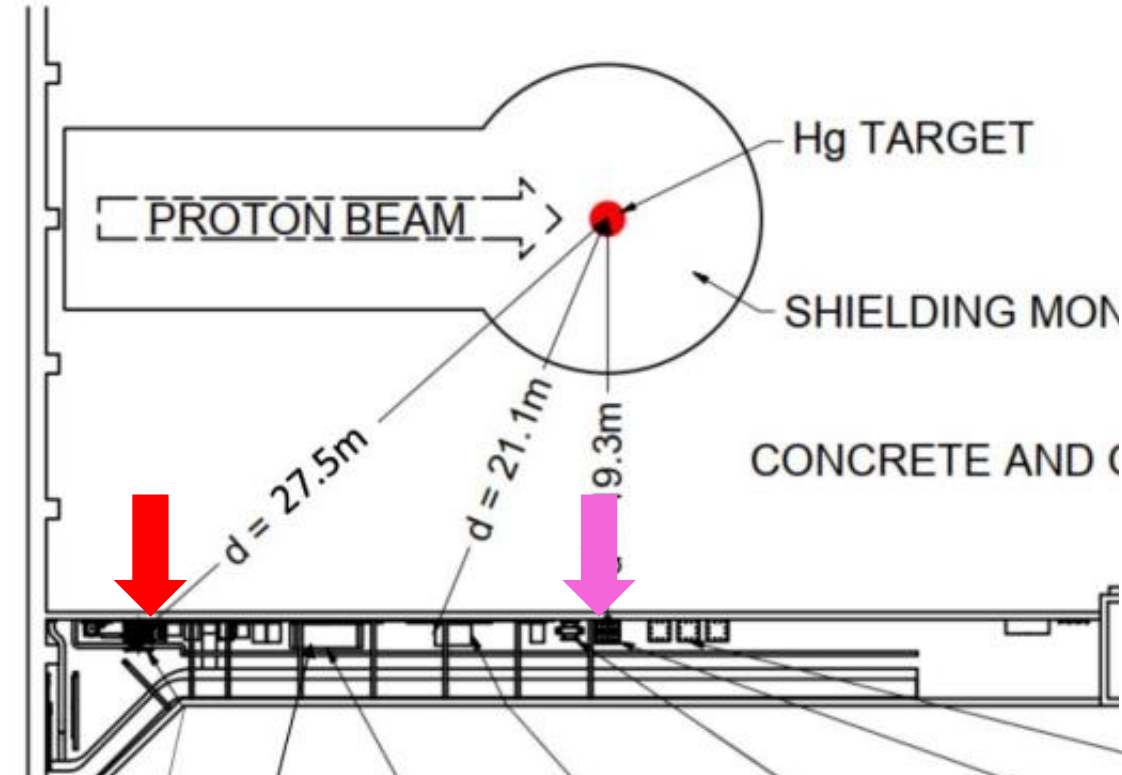 Hg TARGET
PROTON BEAM
SHIELDING MON
d = 27.5m
d = 21.1m
19.3m
CONCRETE AND